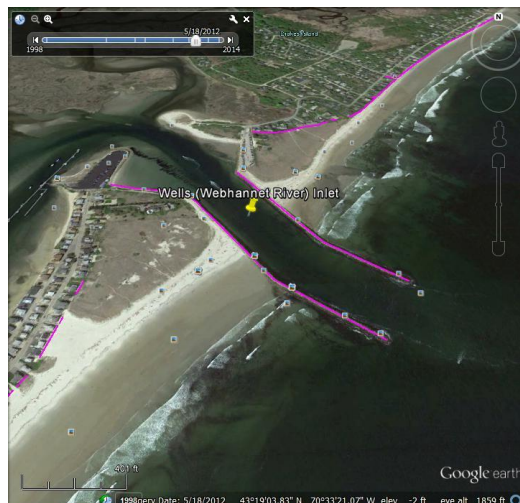 5/18/2012
1998
2014
N
Drakes Island
Wells (Webhannet River) Inlet
401 ft
Google earth
1998
Imagery Date: 5/18/2012 43°19'03.83" N 70°33'21.07" W elev -2 ft eye alt 1859 ft